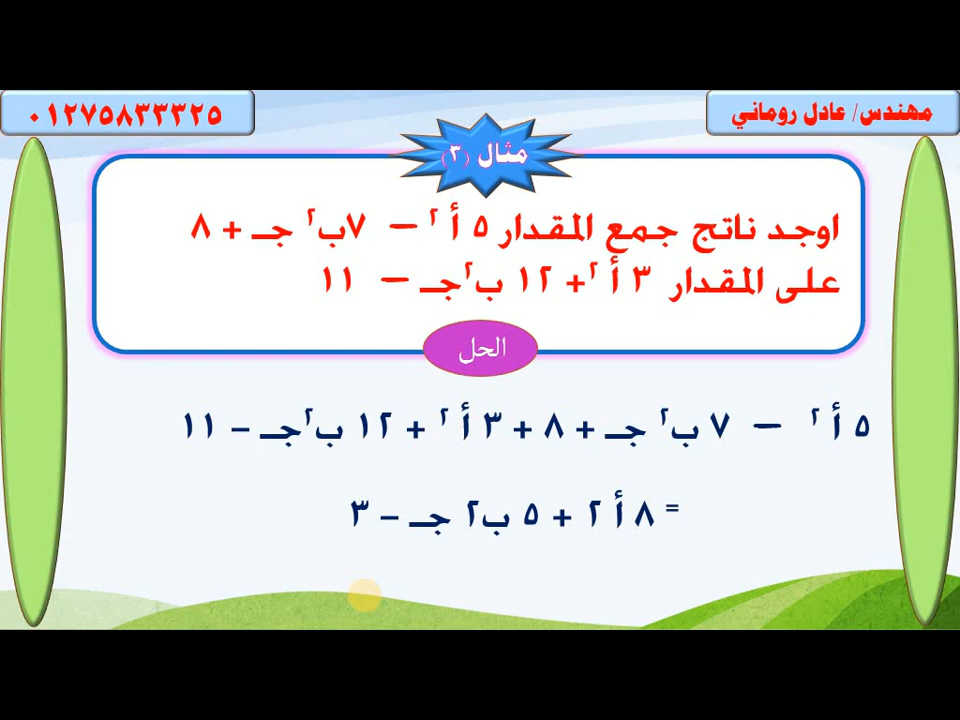 مهندس/ عادل روماني
٠١٢٧٥٨٣٣٣٢٥
مثال (٣)
اوجد ناتج جمع المقدار ٥ أ ٢ – ٧ب٢ جـ + ٨
على المقدار ٣ أ ٢+ ١٢ ب٢جـ – ١١
الحل
٥ أ ٢ – ٧ ب٢ جـ + ٨ + ٣ أ ٢ + ١٢ ب٢جـ – ١١
= ٨ أ ٢ + ٥ ب٢ جـ – ٣